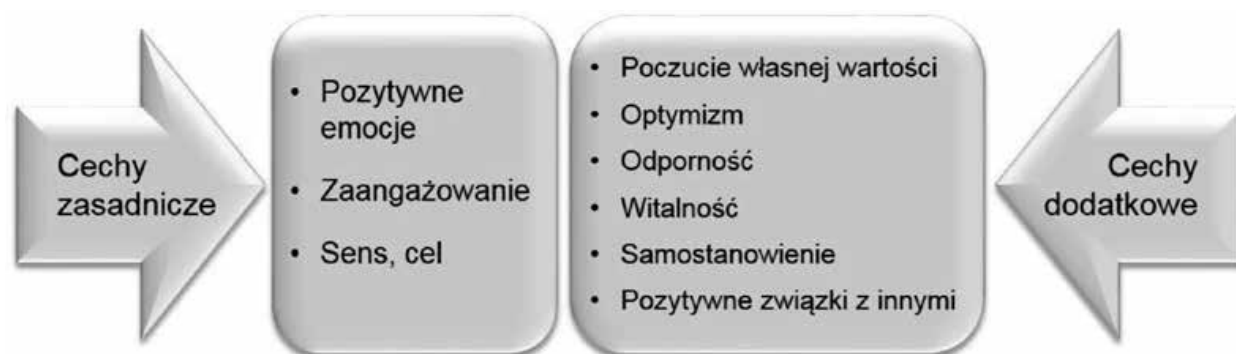 Cechy
zasadnicze
• Pozytywne
emocje
• Zaangażowanie
• Sens, cel
• Poczucie własnej wartości
• Optymizm
• Odporność
• Witalność
• Samostanowienie
• Pozytywne związki z innymi
Cechy
dodatkowe